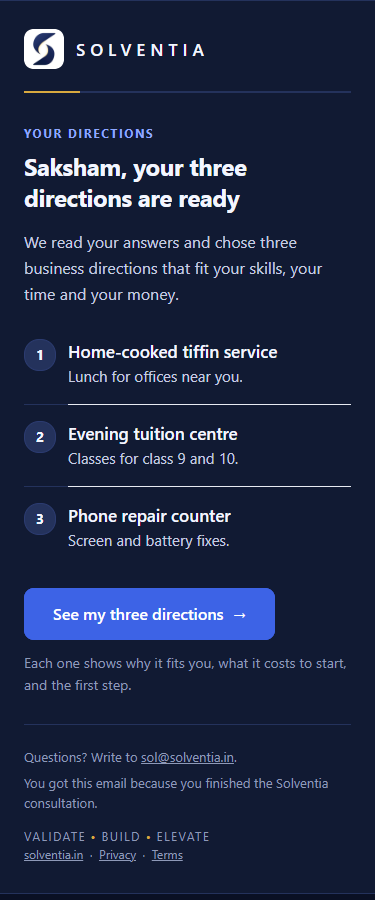 SOLVENTIA
YOUR DIRECTIONS
Saksham, your three
directions are ready
We read your answers and chose three
business directions that fit your skills, your
time and your money.
1
Home-cooked tiffin service
Lunch for offices near you.
2
Evening tuition centre
Classes for class 9 and 10.
3
Phone repair counter
Screen and battery fixes.
See my three directions →
Each one shows why it fits you, what it costs to start,
and the first step.
Questions? Write to sol@solventia.in.
You got this email because you finished the Solventia
consultation.
VALIDATE • BUILD • ELEVATE
solventia.in · Privacy · Terms